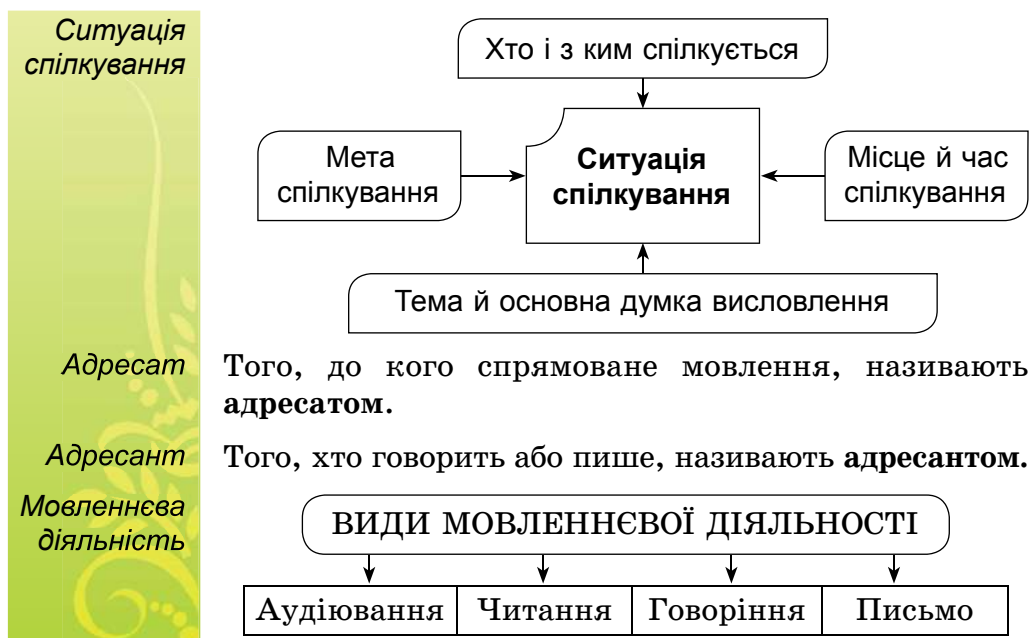 Ситуація
спілкування
Хто і з ким спілкується
Мета
спілкування
Ситуація
спілкування
Місце й час
спілкування
Тема й основна думка висловлення
Адресат
Того, до кого спрямоване мовлення, називають
адресатом.
Адресант
Того, хто говорить або пише, називають адресантом.
Мовленнєва
діяльність
ВИДИ МОВЛЕННЄВОЇ ДІЯЛЬНОСТІ
Аудіювання Читання Говоріння Письмо